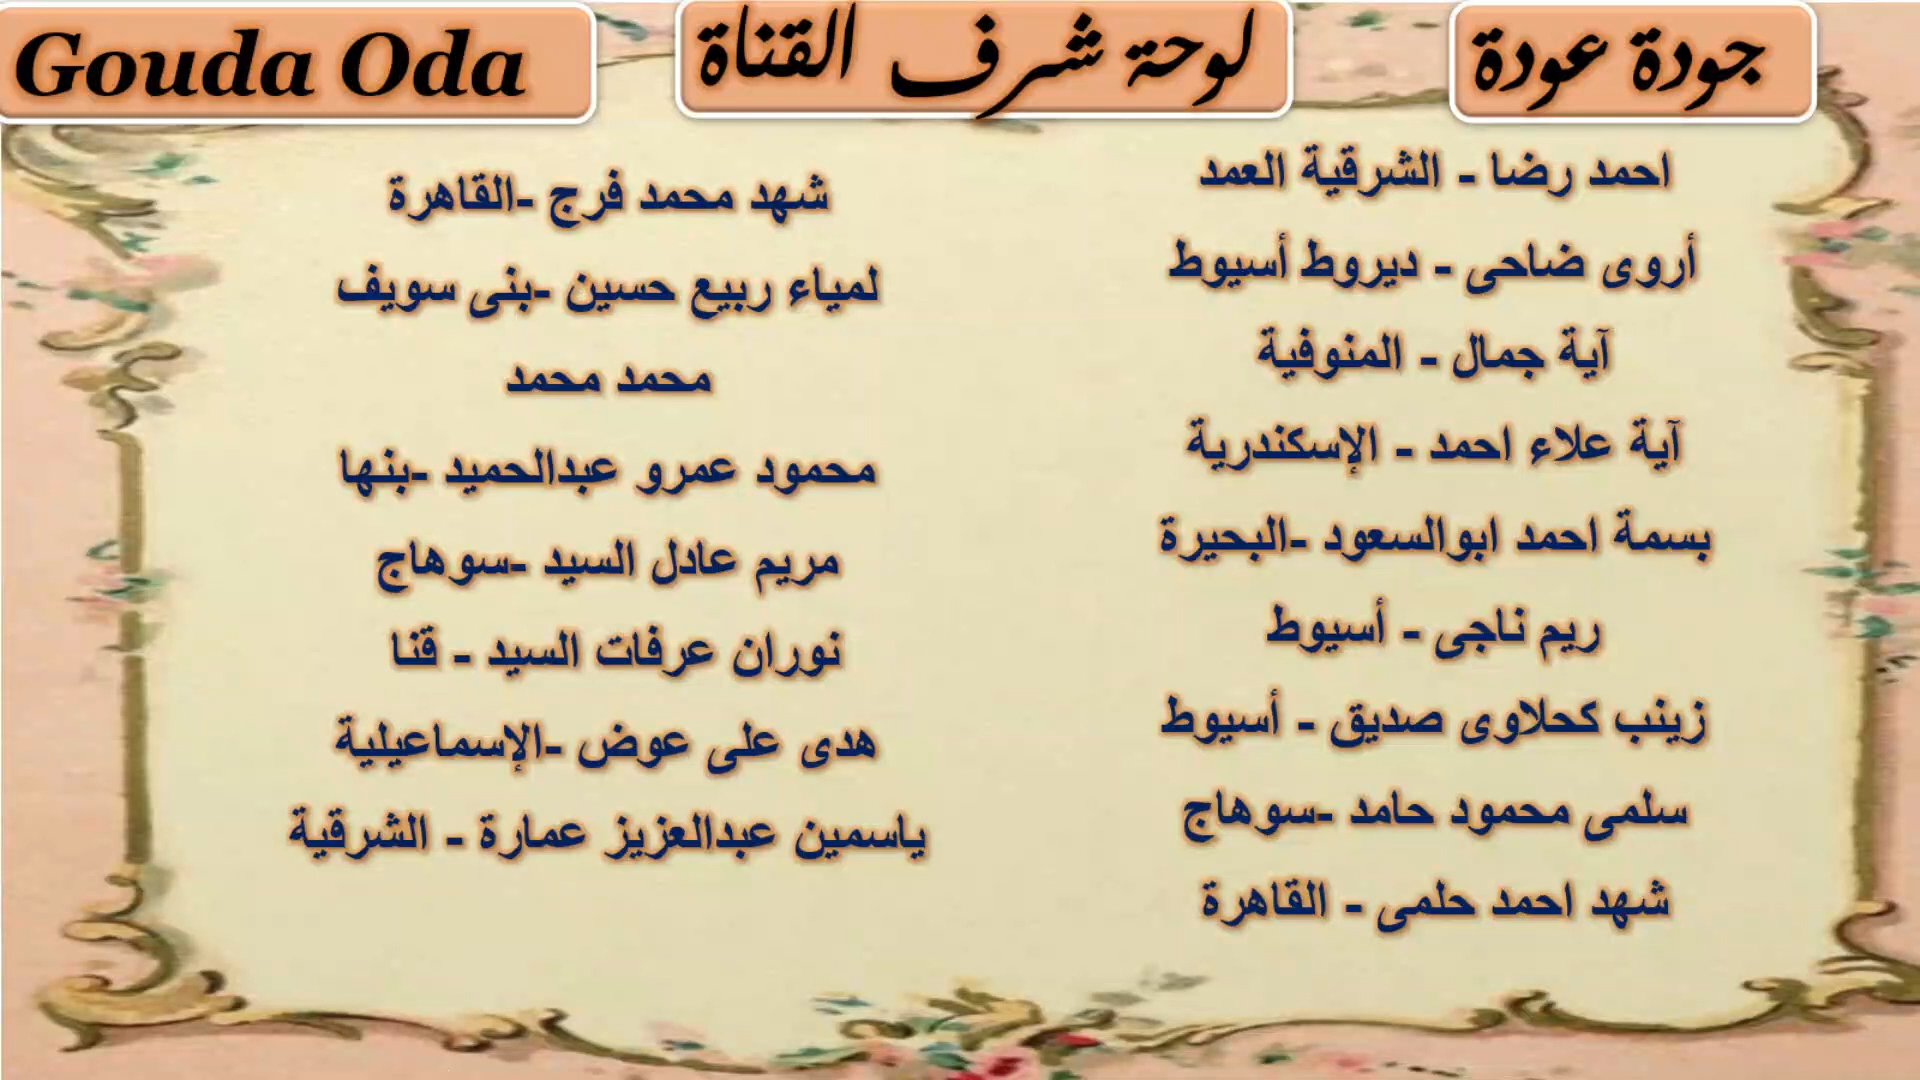 جودة عودة
لوحة شرف القناة
Gouda Oda
احمد رضا - الشرقية العمد
أروى ضاحى - ديروط أسيوط
آية جمال - المنوفية
آية علاء احمد - الإسكندرية
بسمة احمد ابوالسعود -البحيرة
ريم ناجى - أسيوط
زينب كحلاوى صديق - أسيوط
سلمى محمود حامد -سوهاج
شهد احمد حلمى - القاهرة
شهد محمد فرج -القاهرة
لمياء ربيع حسين -بنى سويف
محمد محمد
محمود عمرو عبدالحميد -بنها
مريم عادل السيد -سوهاج
نوران عرفات السيد - قنا
هدى على عوض -الإسماعيلية
ياسمين عبدالعزيز عمارة - الشرقية